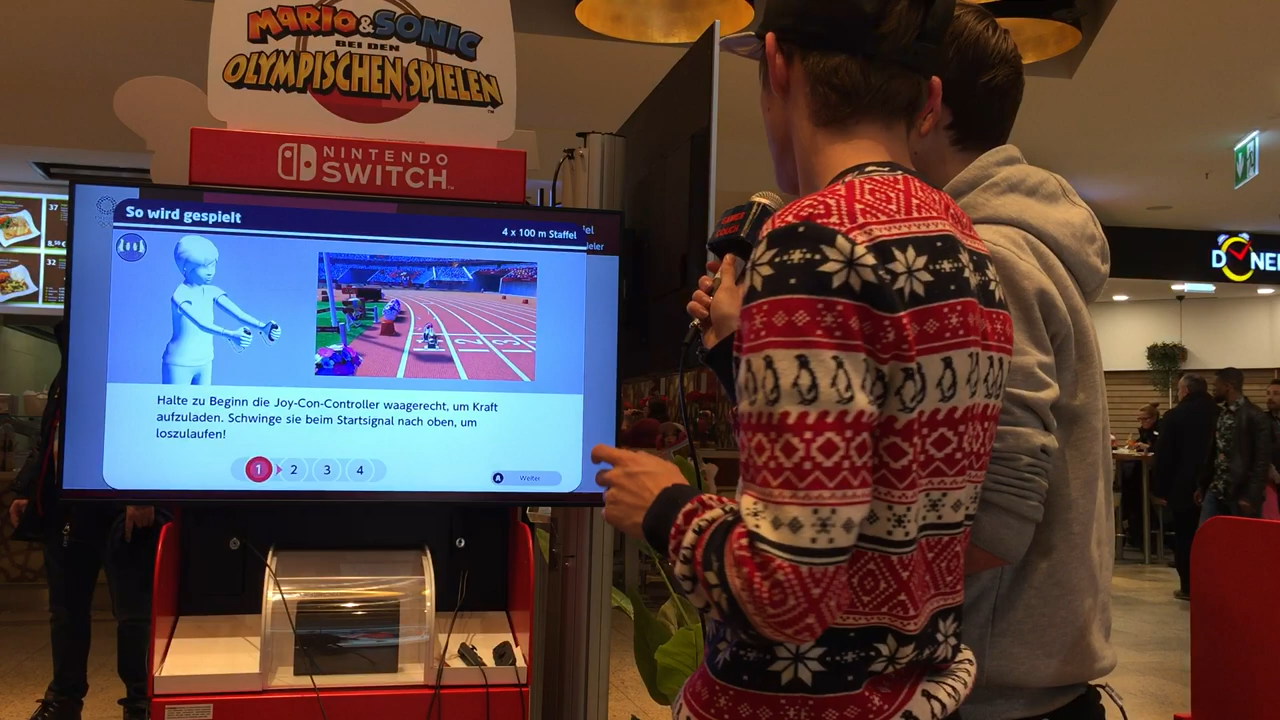 MARIO & SONIC
BEI DEN
OLYMPISCHEN SPIELEN
TM
NINTENDO
SWITCH
TM
So wird gespielt
4 x 100 m Staffel
Halte zu Beginn die Joy-Con-Controller waagerecht, um Kraft
aufzuladen. Schwinge sie beim Startsignal nach oben, um
loszulaufen!
1 2 3 4
A Weiter
37
32